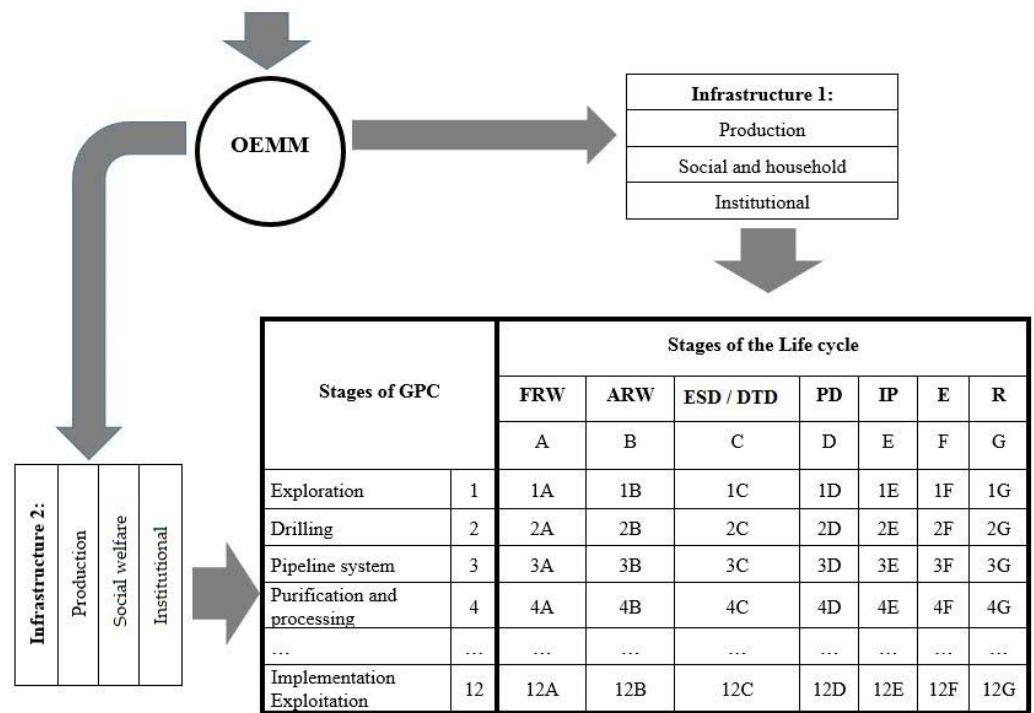 OEMM
Infrastructure 1:
Production
Social and household
Institutional
Infrastructure 2:
Production
Social welfare
Institutional
Stages of GPC
Stages of the Life cycle
FRW ARW ESD / DTD PD IP E R
A B C D E F G
Exploration 1 1A 1B 1C 1D 1E 1F 1G
Drilling 2 2A 2B 2C 2D 2E 2F 2G
Pipeline system 3 3A 3B 3C 3D 3E 3F 3G
Purification and
processing 4 4A 4B 4C 4D 4E 4F 4G
... ... ... ... ... ... ... ... ...
Implementation
Exploitation 12 12A 12B 12C 12D 12E 12F 12G